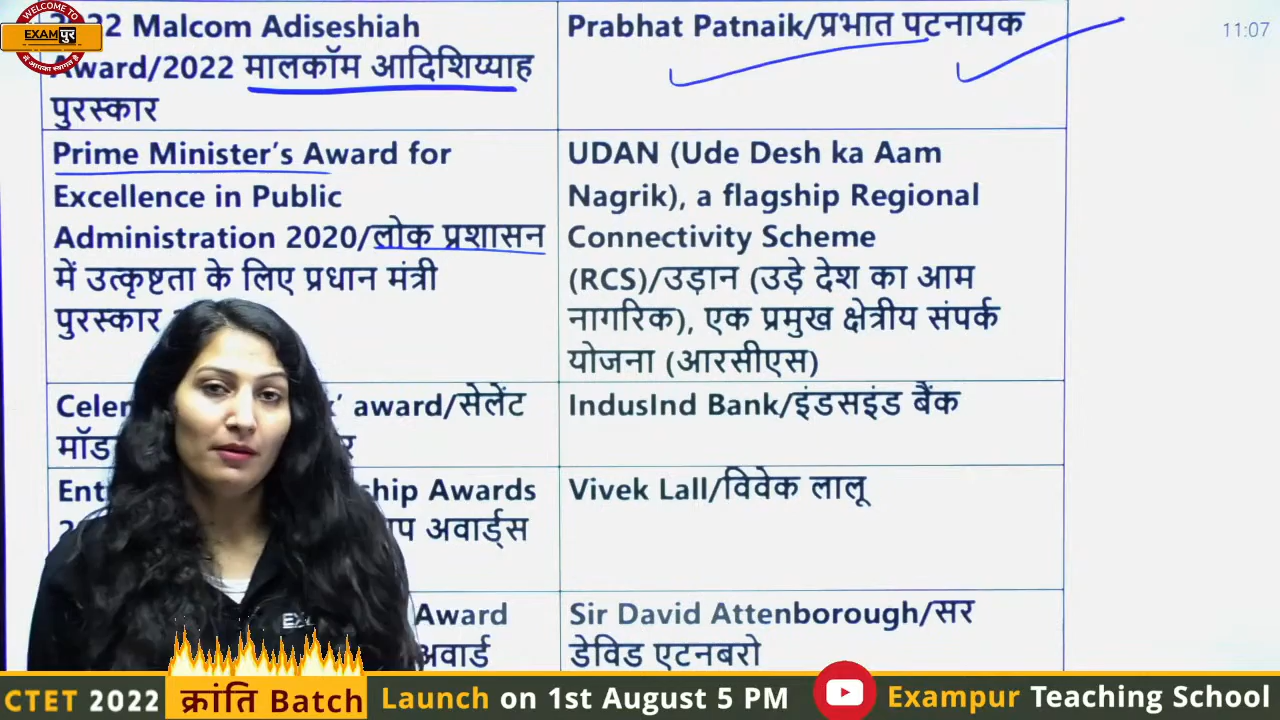 WELCOME TO
EXAMपुर
में आपका स्वागत है
11:07
Malcom Adiseshiah
Award/2022 मालकॉम आदिशिय्याह
पुरस्कार
Prabhat Patnaik/प्रभात पटनायक
Prime Minister’s Award for
Excellence in Public
Administration 2020/लोक प्रशासन
में उत्कृष्टता के लिए प्रधान मंत्री
पुरस्कार
UDAN (Ude Desh ka Aam
Nagrik), a flagship Regional
Connectivity Scheme
(RCS)/उड़ान (उड़े देश का आम
नागरिक), एक प्रमुख क्षेत्रीय संपर्क
योजना (आरसीएस)
award/सेलेंट
IndusInd Bank/इंडसइंड बैंक
Awards
अवार्ड्स
Vivek Lall/विवेक लालू
Award
अवार्ड
Sir David Attenborough/सर
डेविड एटनबरो
CTET 2022 क्रांति Batch Launch on 1st August 5 PM Exampur Teaching School